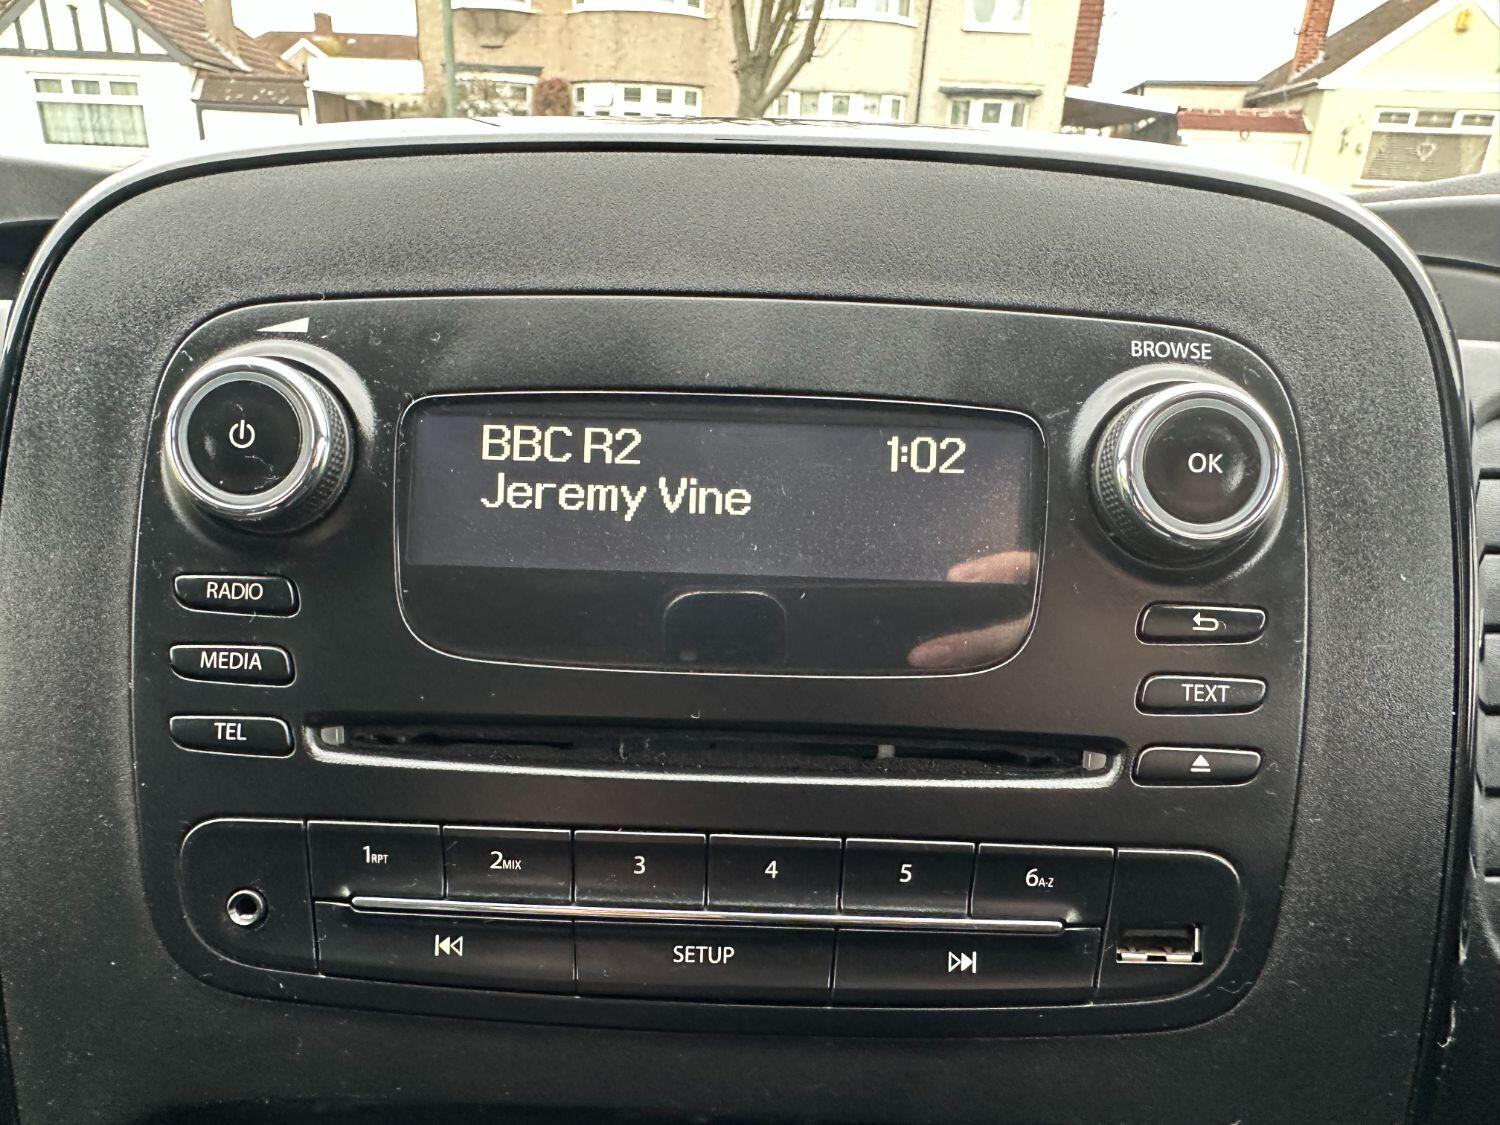 BROWSE
BBC R2 1:02
Jeremy Vine
OK
RADIO
MEDIA
TEXT
TEL
1RPT 2MIX 3 4 5 6A-Z
SETUP